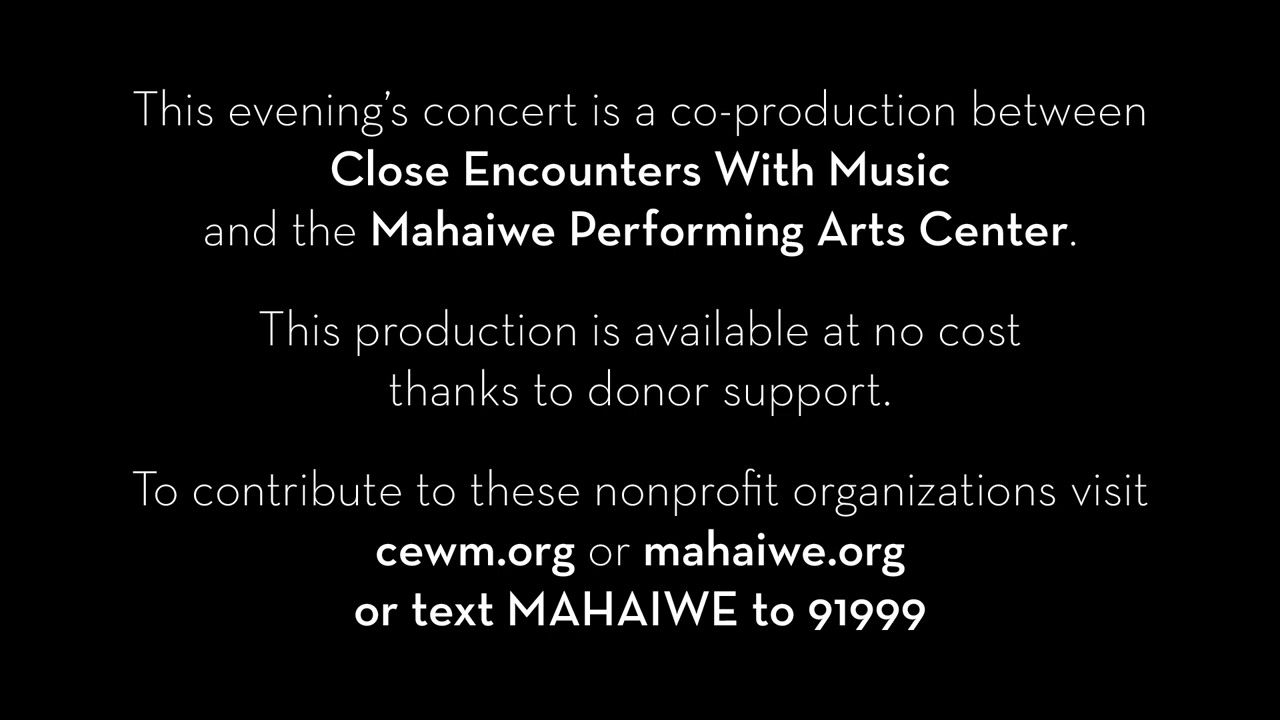 This evening’s concert is a co-production between
Close Encounters With Music
and the Mahaiwe Performing Arts Center.
This production is available at no cost
thanks to donor support.
To contribute to these nonprofit organizations visit
cewm.org or mahaiwe.org
or text MAHAIWE to 91999